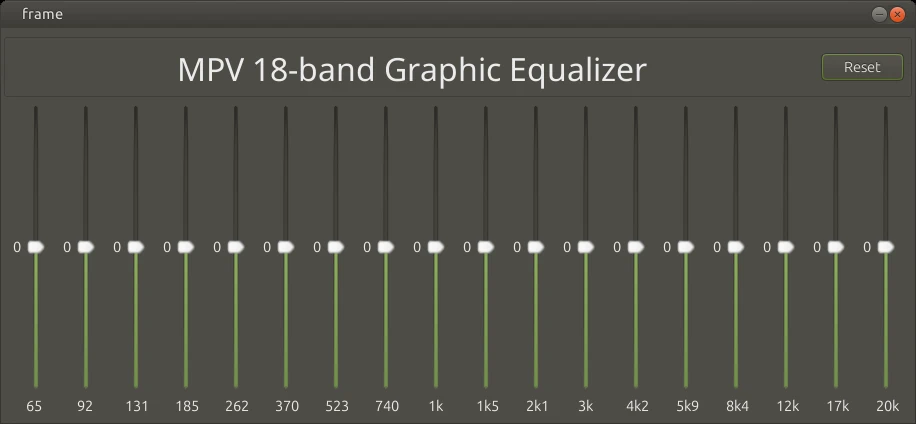 frame
MPV 18-band Graphic Equalizer
Reset
0 0 0 0 0 0 0 0 0 0 0 0 0 0 0 0 0 0
65 92 131 185 262 370 523 740 1k 1k5 2k1 3k 4k2 5k9 8k4 12k 17k 20k